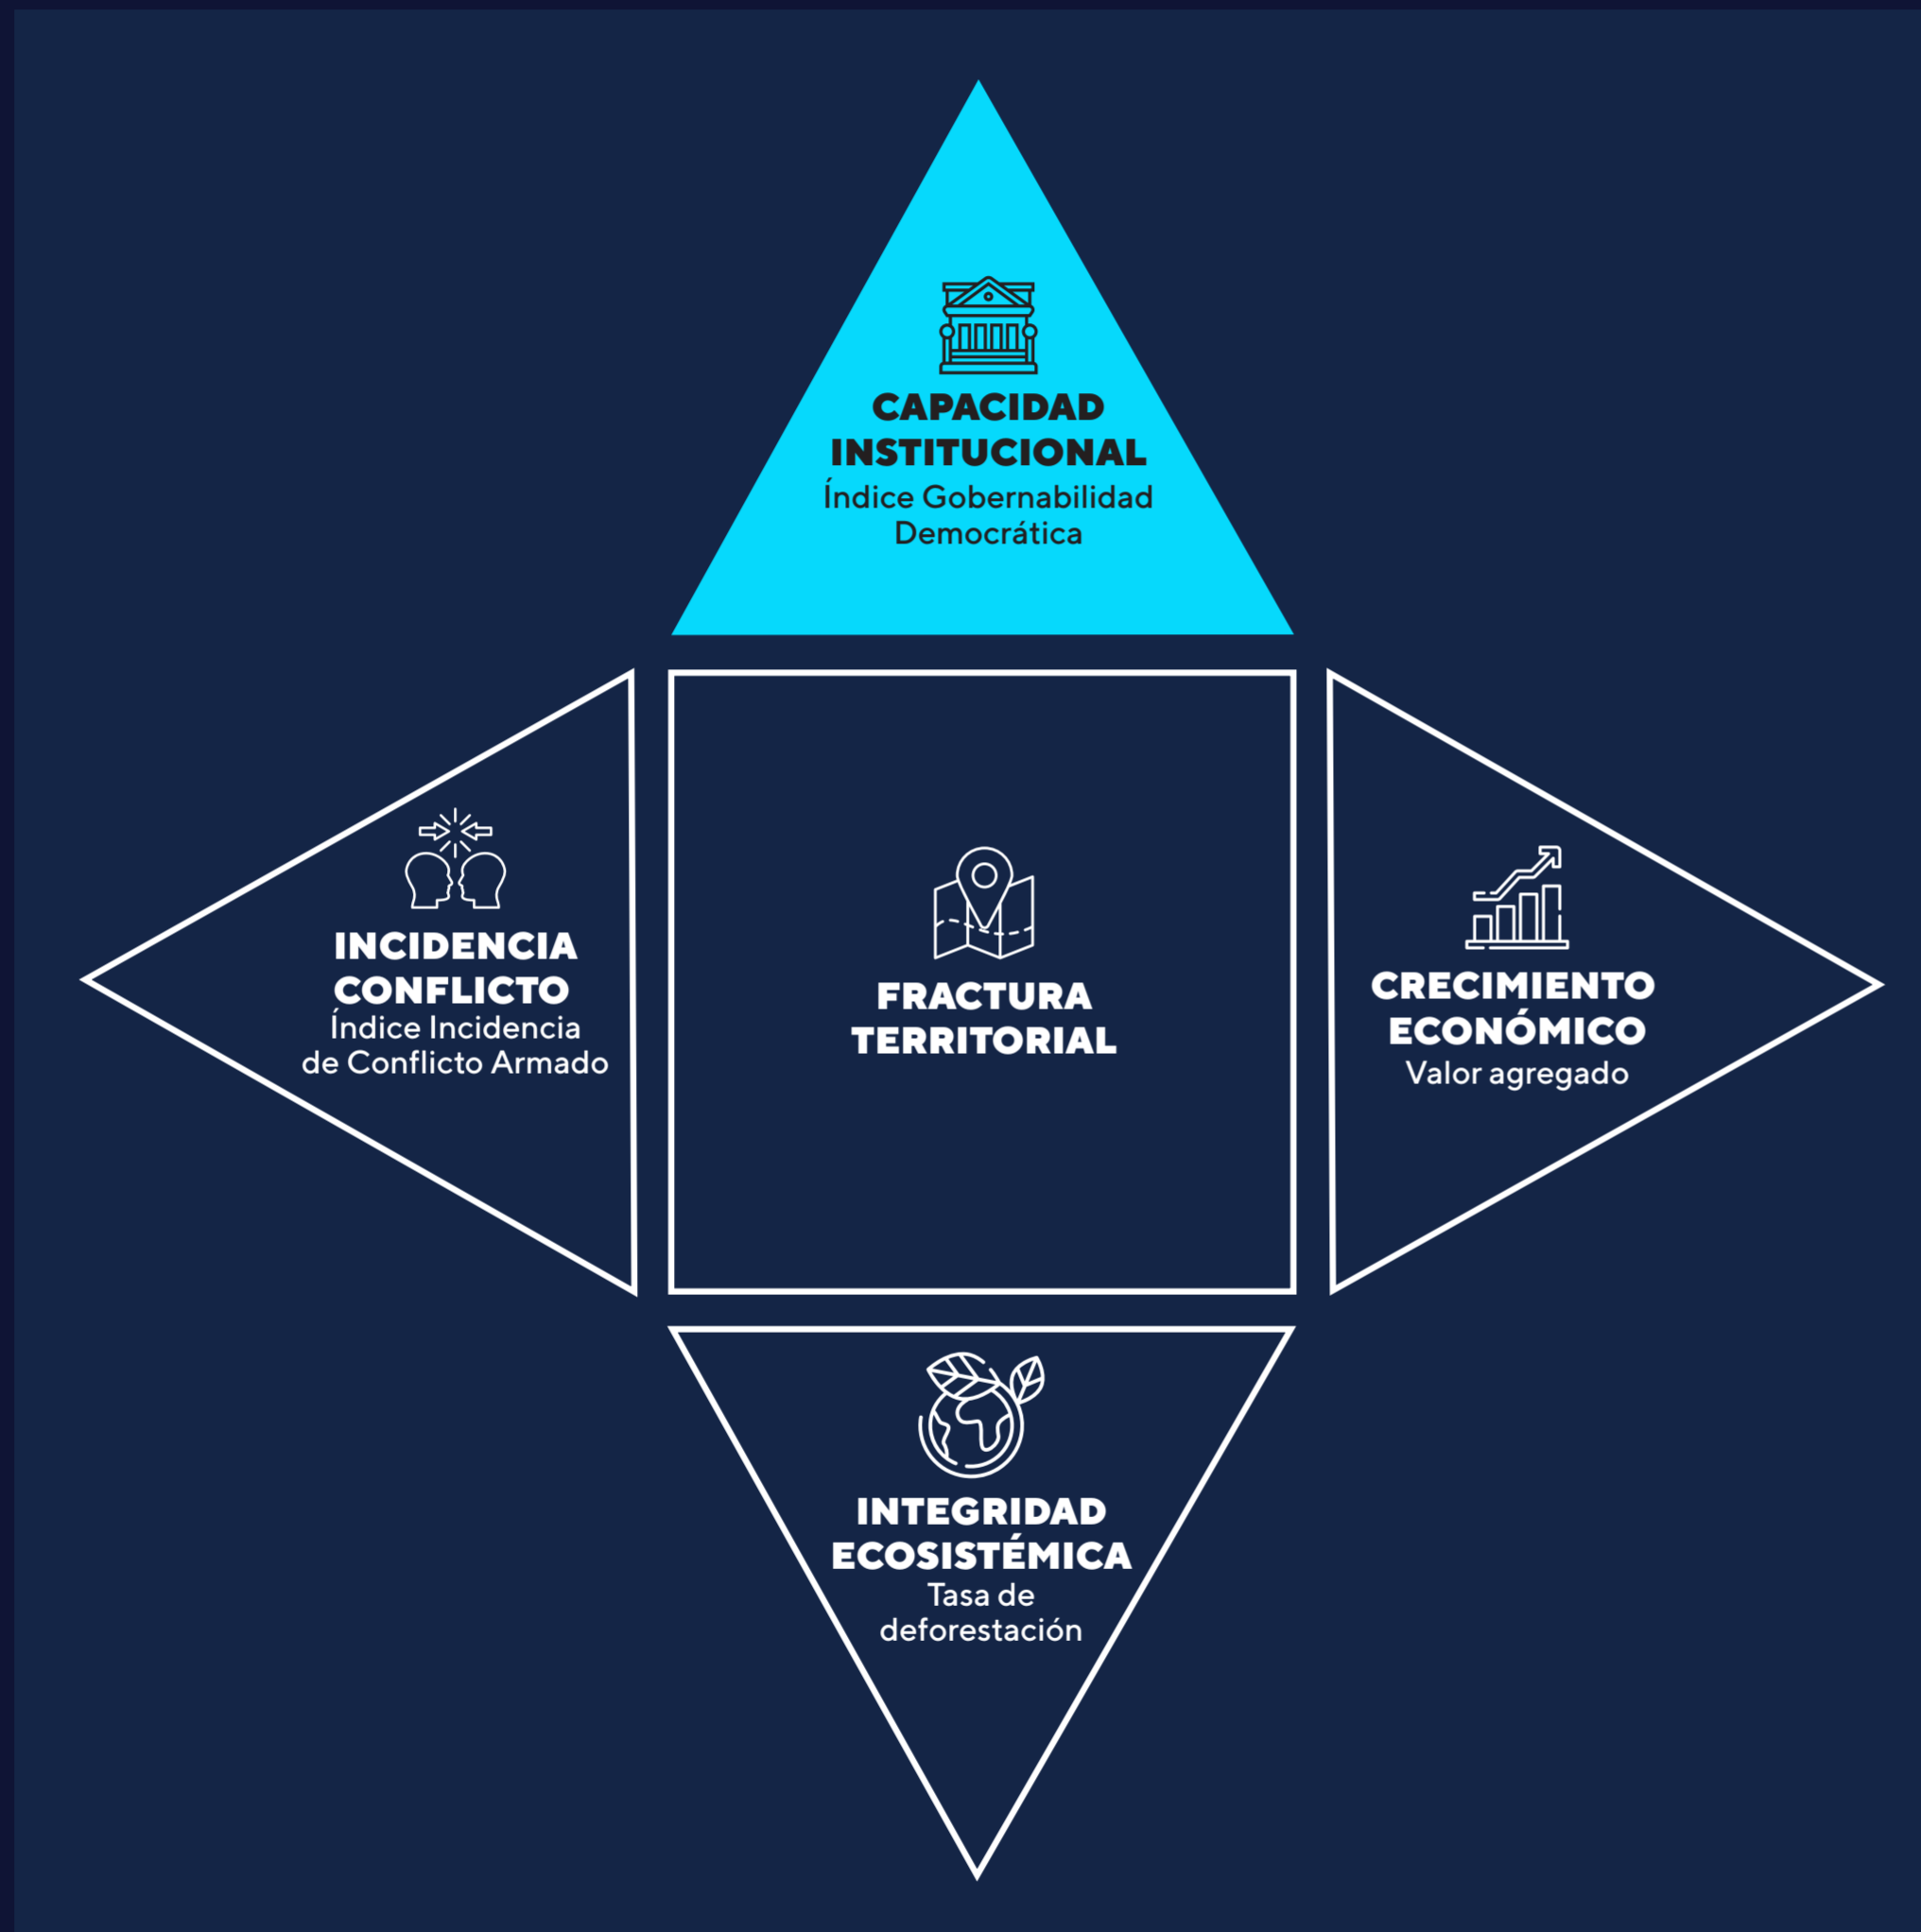 CAPACIDAD
INSTITUCIONAL
Índice Gobernabilidad
Democrática
INCIDENCIA
CONFLICTO
Índice Incidencia
de Conflicto Armado
FRACTURA
TERRITORIAL
CRECIMIENTO
ECONÓMICO
Valor agregado
INTEGRIDAD
ECOSISTÉMICA
Tasa de
deforestación